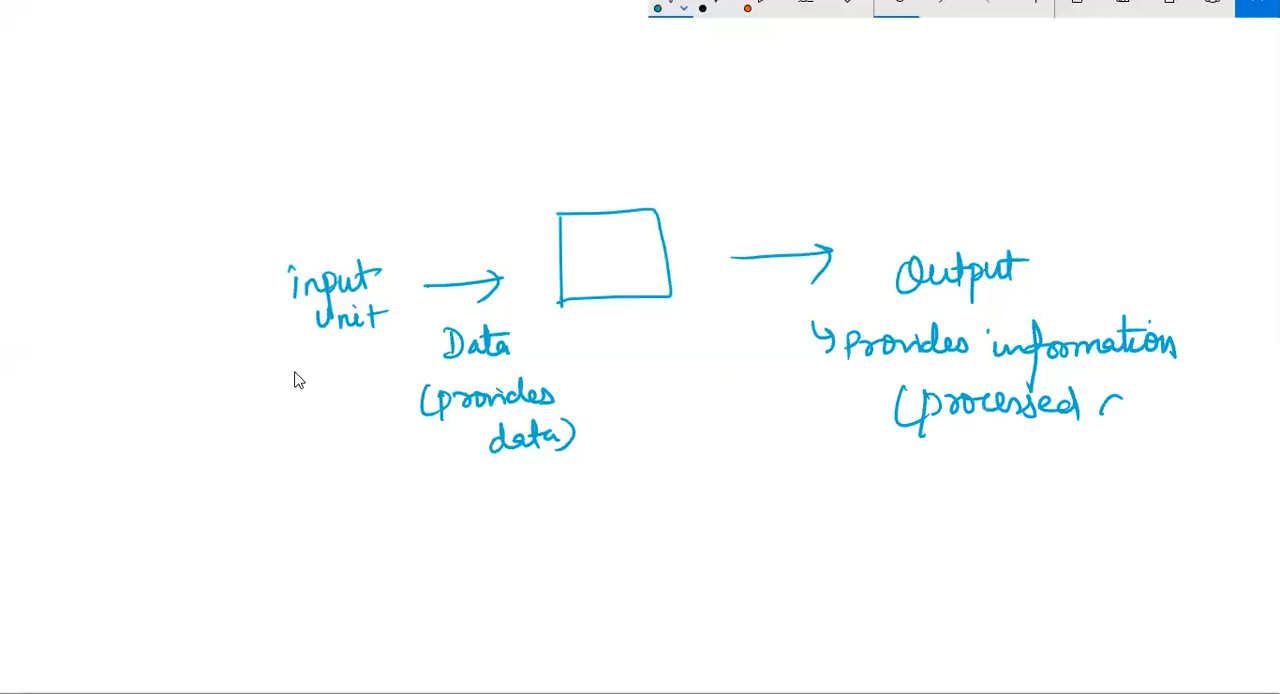 input
unit
Data
(provides
data)
Output
↳ provides information
(processed